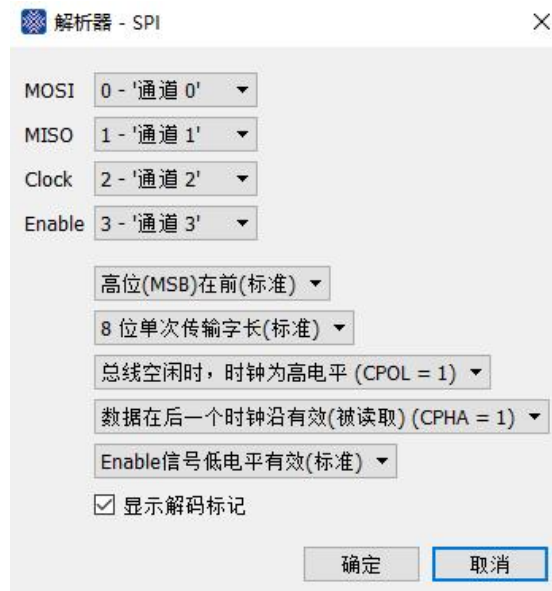 解析器 - SPI
MOSI 0 - '通道 0'
MISO 1 - '通道 1'
Clock 2 - '通道 2'
Enable 3 - '通道 3'
高位(MSB)在前(标准)
8 位单次传输字长(标准)
总线空闲时，时钟为高电平 (CPOL = 1)
数据在后一个时钟沿有效(被读取) (CPHA = 1)
Enable信号低电平有效(标准)
显示解码标记
确定 取消